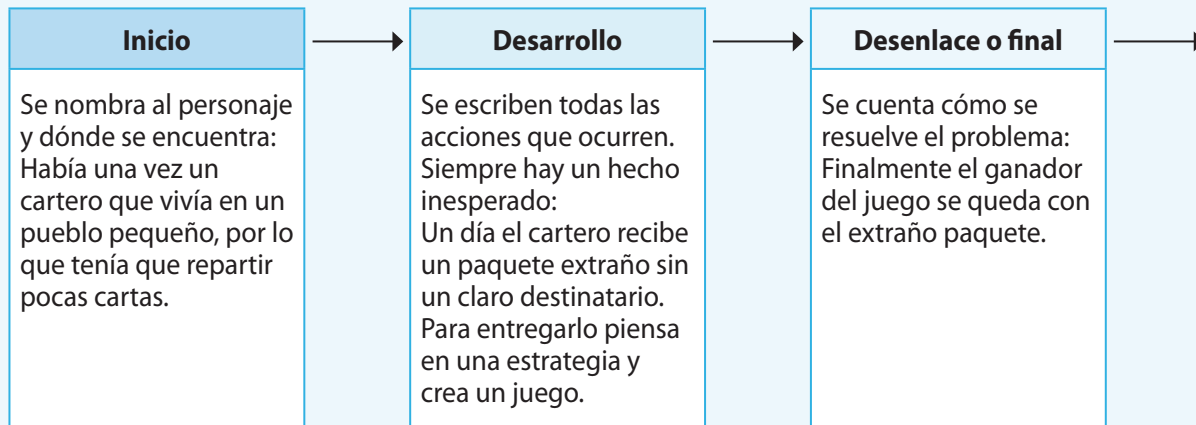 Inicio
Se nombra al personaje
y dónde se encuentra:
Había una vez un
cartero que vivía en un
pueblo pequeño, por lo
que tenía que repartir
pocas cartas.
Desarrollo
Se escriben todas las
acciones que ocurren.
Siempre hay un hecho
inesperado:
Un día el cartero recibe
un paquete extraño sin
un claro destinatario.
Para entregarlo piensa
en una estrategia y
crea un juego.
Desenlace o final
Se cuenta cómo se
resuelve el problema:
Finalmente el ganador
del juego se queda con
el extraño paquete.